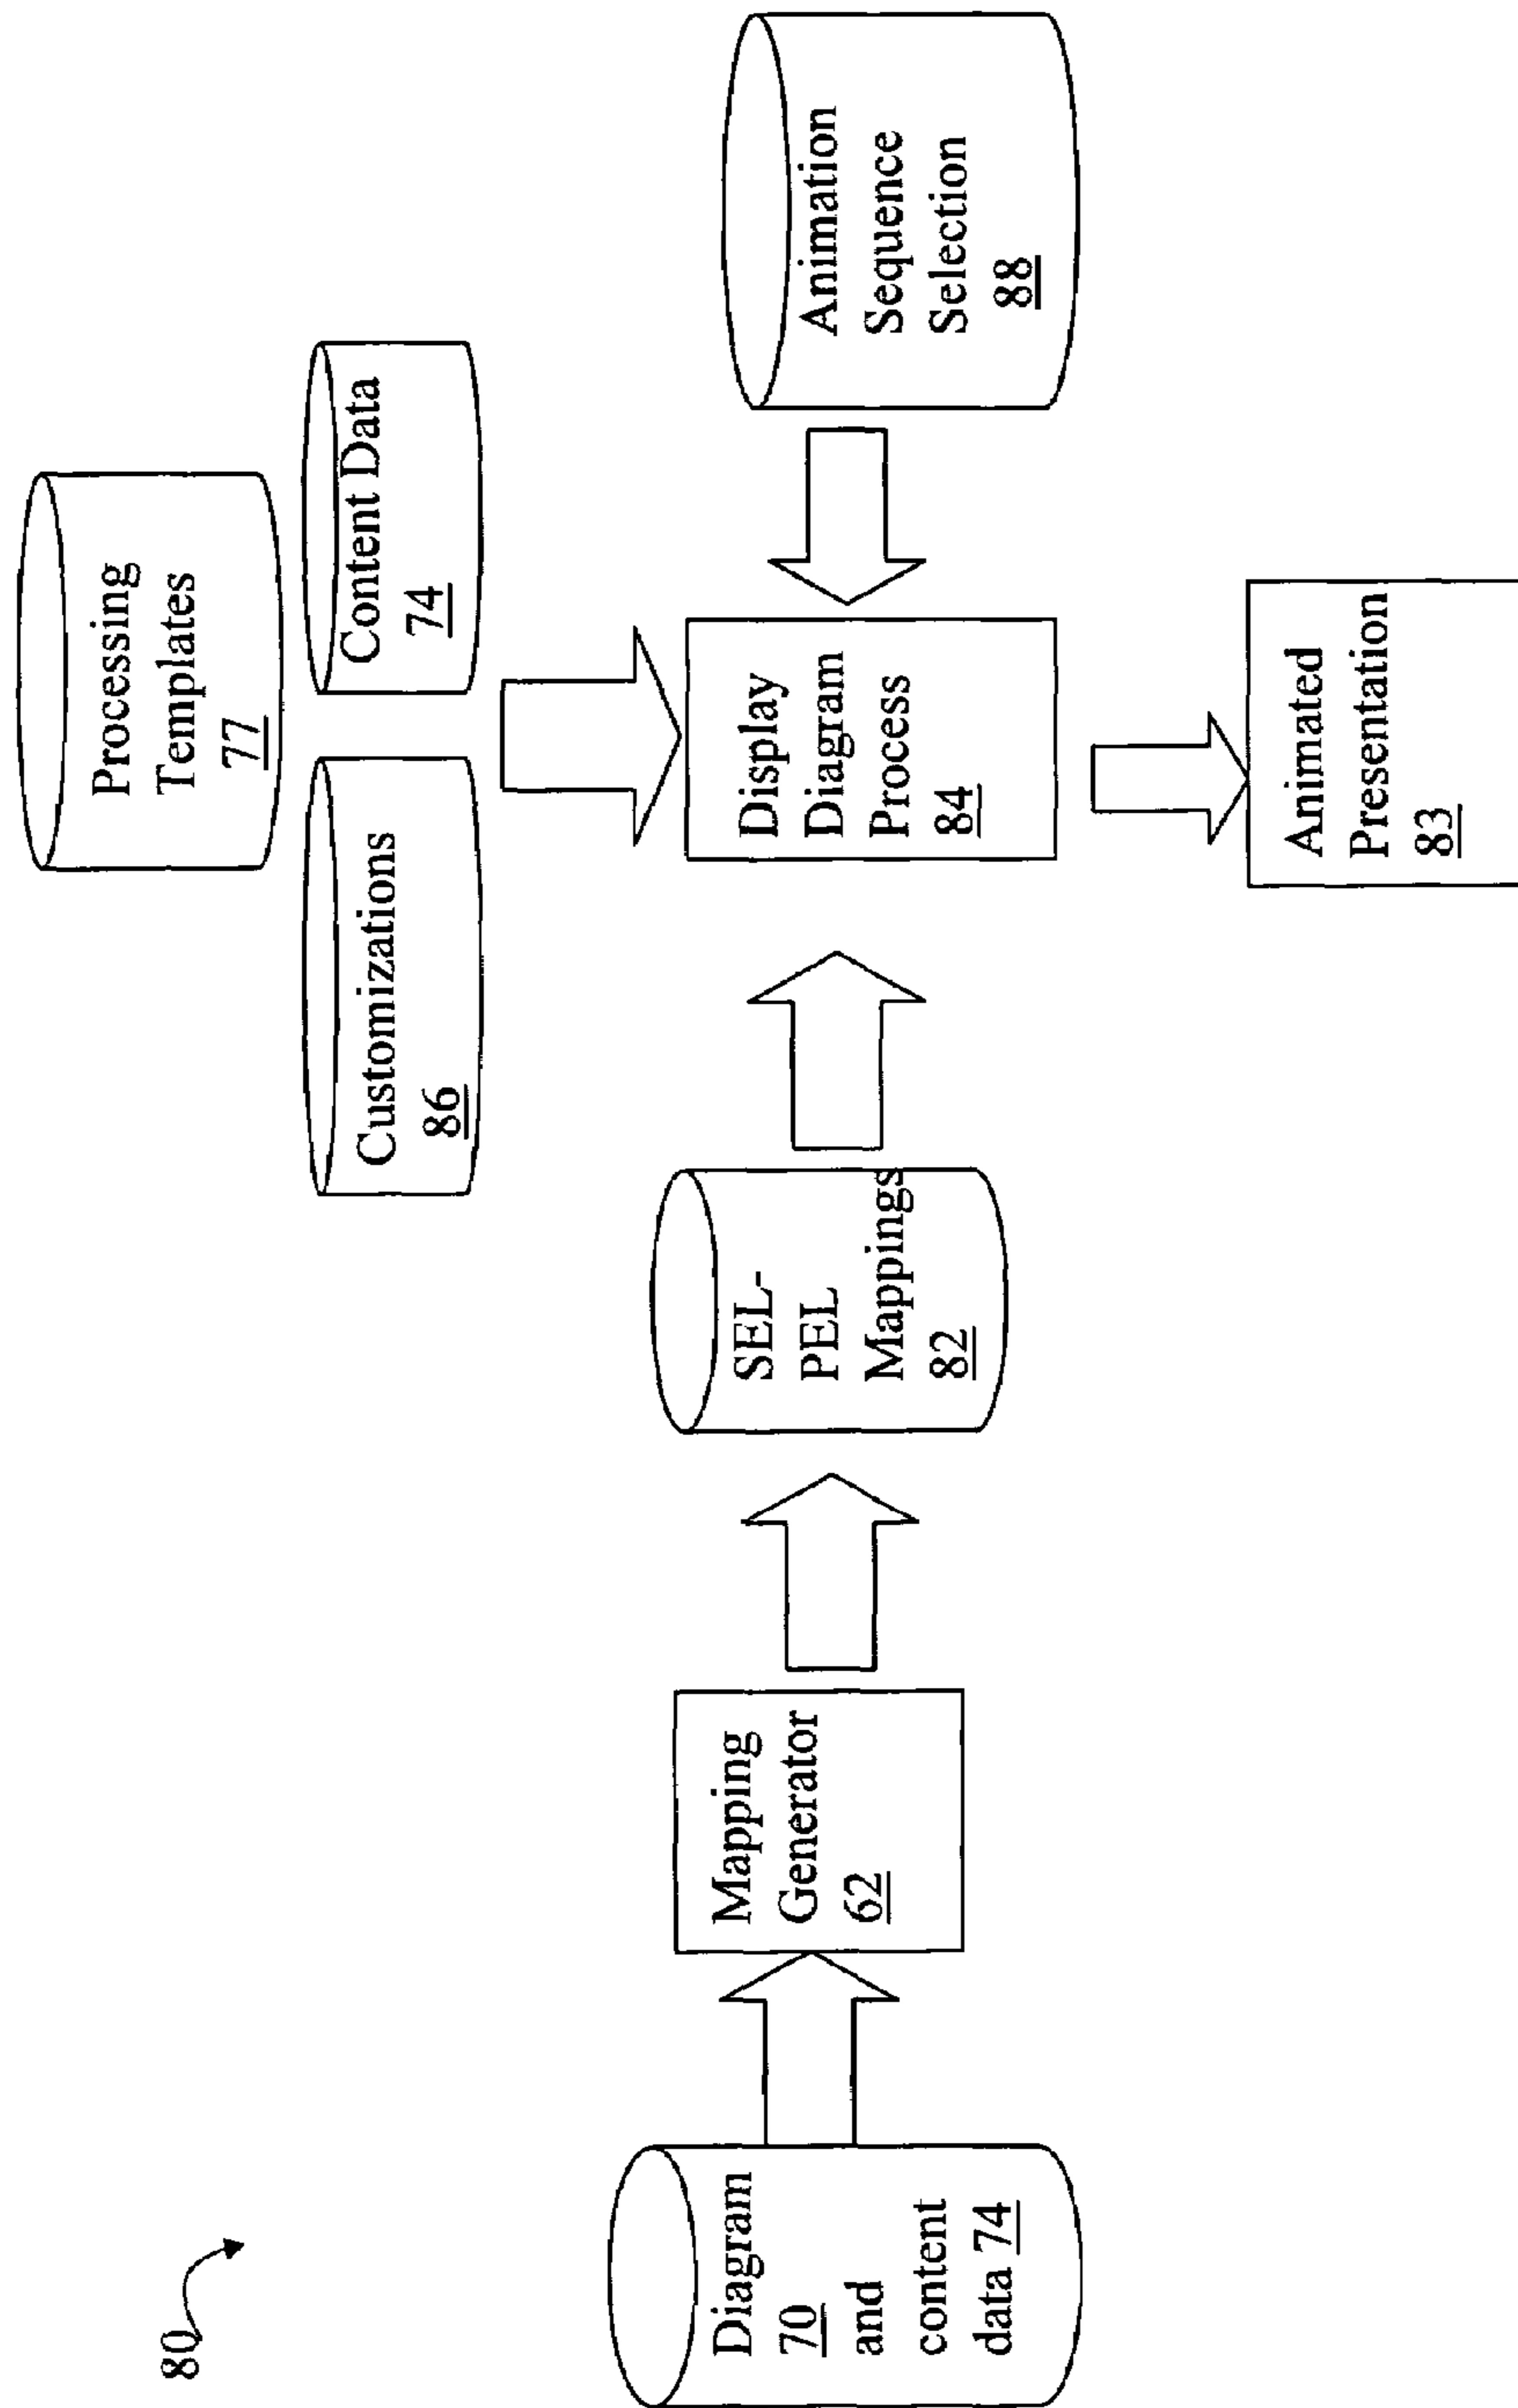 80
Processing
Templates
77
Customizations
86
Content Data
74
Diagram
70
and
content
data 74
Mapping
Generator
62
SEL-
PEL
Mappings
82
Display
Diagram
Process
84
Animation
Sequence
Selection
88
Animated
Presentation
83